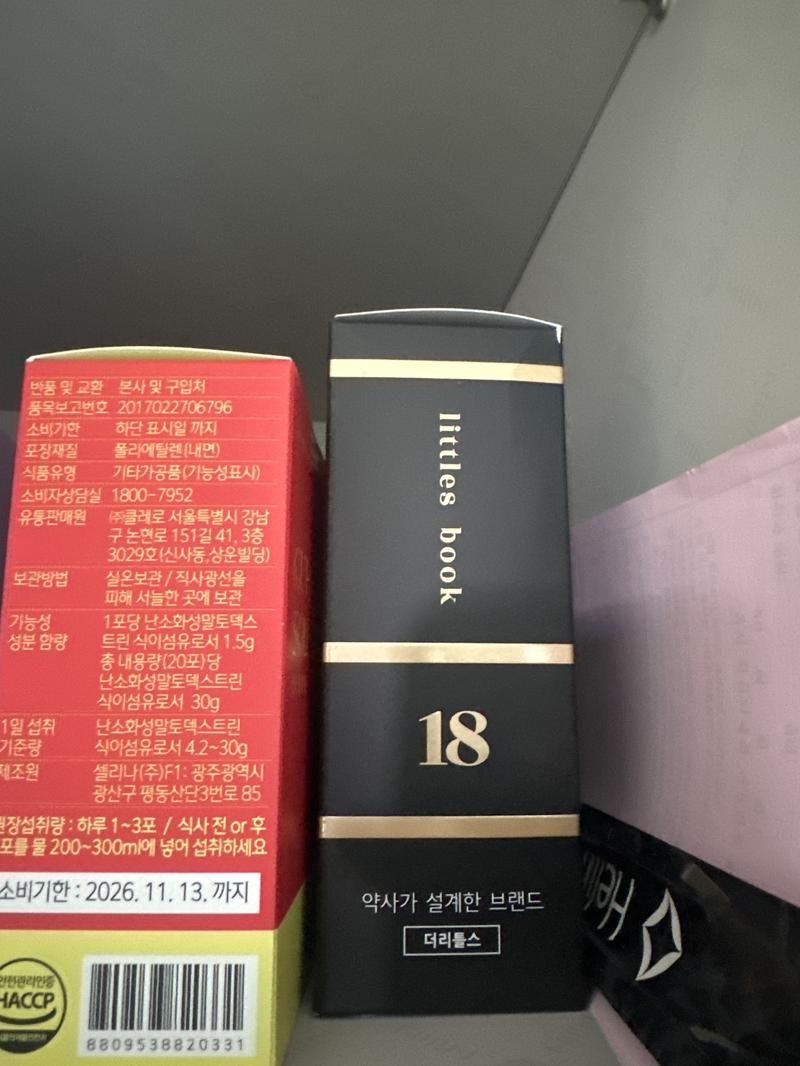 반품 및 교환 본사 및 구입처
품목보고번호 2017022706796
소비기한 하단 표시일 까지
포장재질 폴리에틸렌(내면)
식품유형 기타가공품(기능성표시)
소비자상담실 1800-7952
유통판매원 ㈜클레로 서울특별시 강남
구 논현로 151길 41, 3층
3029호(신사동,상운빌딩)
보관방법 실온보관 / 직사광선을
피해 서늘한 곳에 보관
기능성 1포당 난소화성말토덱스
성분 함량 트린 식이섬유로서 1.5g
총 내용량(20포)당
난소화성말토덱스트린
식이섬유로서 30g
1일 섭취 난소화성말토덱스트린
기준량 식이섬유로서 4.2~30g
제조원 셀리나(주)F1: 광주광역시
광산구 평동산단3번로 85
권장섭취량 : 하루 1~3포 / 식사 전 or 후
포를 물 200~300ml에 넣어 섭취하세요
소비기한 : 2026. 11. 13. 까지
안전관리인증
HACCP
8809538820331
littles book
18
약사가 설계한 브랜드
더리틀스